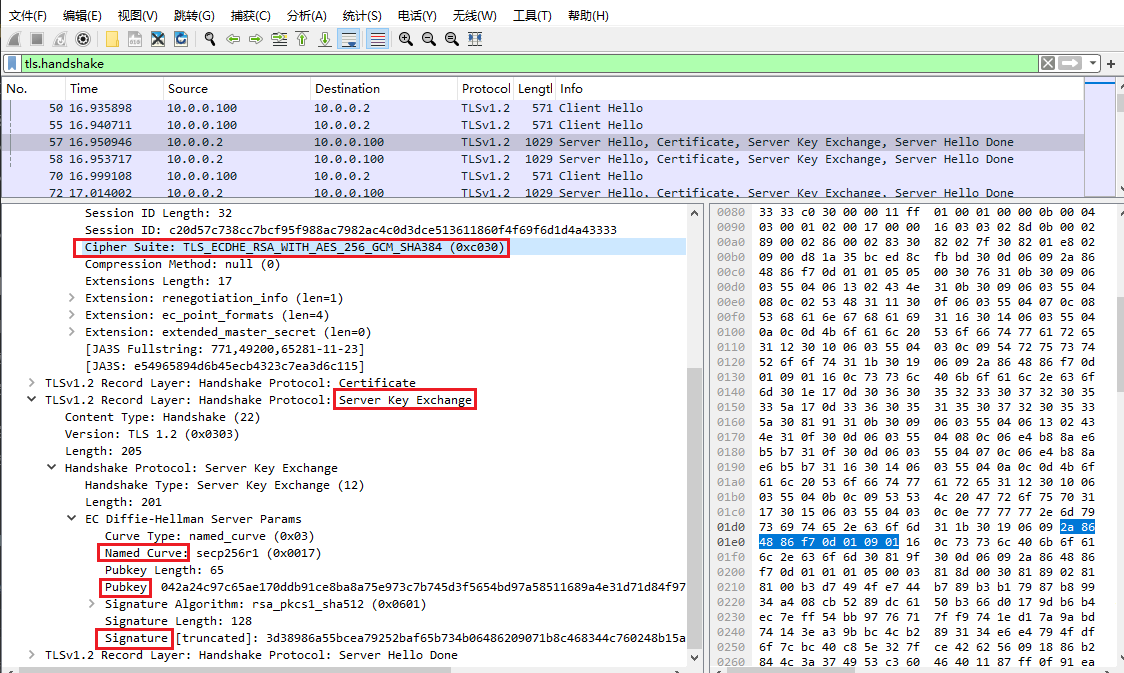 文件(F) 编辑(E) 视图(V) 跳转(G) 捕获(C) 分析(A) 统计(S) 电话(Y) 无线(W) 工具(T) 帮助(H)
tls.handshake
No. Time Source Destination Protocol Lengtl Info
50 16.935898 10.0.0.100 10.0.0.2 TLSv1.2 571 Client Hello
55 16.940711 10.0.0.100 10.0.0.2 TLSv1.2 571 Client Hello
57 16.950946 10.0.0.2 10.0.0.100 TLSv1.2 1029 Server Hello, Certificate, Server Key Exchange, Server Hello Done
58 16.953717 10.0.0.2 10.0.0.100 TLSv1.2 1029 Server Hello, Certificate, Server Key Exchange, Server Hello Done
70 16.999108 10.0.0.100 10.0.0.2 TLSv1.2 571 Client Hello
72 17.014002 10.0.0.2 10.0.0.100 TLSv1.2 1029 Server Hello, Certificate, Server Key Exchange, Server Hello Done
Session ID Length: 32
Session ID: c20d57c738cc7bcf95f988ac7982ac4c0d3dce513611860f4f69f6d1d4a43333
Cipher Suite: TLS_ECDHE_RSA_WITH_AES_256_GCM_SHA384 (0xc030)
Compression Method: null (0)
Extensions Length: 17
Extension: renegotiation_info (len=1)
Extension: ec_point_formats (len=4)
Extension: extended_master_secret (len=0)
[JA3S Fullstring: 771,49200,65281-11-23]
[JA3S: e54965894d6b45ecb4323c7ea3d6c115]
TLSv1.2 Record Layer: Handshake Protocol: Certificate
TLSv1.2 Record Layer: Handshake Protocol: Server Key Exchange
Content Type: Handshake (22)
Version: TLS 1.2 (0x0303)
Length: 205
Handshake Protocol: Server Key Exchange
Handshake Type: Server Key Exchange (12)
Length: 201
EC Diffie-Hellman Server Params
Curve Type: named_curve (0x03)
Named Curve: secp256r1 (0x0017)
Pubkey Length: 65
Pubkey 042a24c97c65ae170ddb91ce8ba8a75e973c7b745d3f5654bd97a58511689a4e31d71d84f97
Signature Algorithm: rsa_pkcs1_sha512 (0x0601)
Signature Length: 128
Signature [truncated]: 3d38986a55bcea79252baf65b734b06486209071b8c468344c760248b15a
TLSv1.2 Record Layer: Handshake Protocol: Server Hello Done
0080 33 33 c0 30 00 00 11 ff 01 00 01 00 00 0b 00 04
0090 03 00 01 02 00 17 00 00 16 03 03 02 8d 0b 00 02
00a0 89 00 02 86 00 02 83 30 82 02 7f 30 82 01 e8 02
00b0 09 00 d8 1a 35 bc ed 8c fb bd 30 0d 06 09 2a 86
00c0 48 86 f7 0d 01 01 05 05 00 30 76 31 0b 30 09 06
00d0 03 55 04 06 13 02 43 4e 31 0b 30 09 06 03 55 04
00e0 08 0c 02 53 48 31 11 30 0f 06 03 55 04 07 0c 08
00f0 53 68 61 6e 67 68 61 69 31 16 30 14 06 03 55 04
0100 0a 0c 0d 4b 6f 61 6c 20 53 6f 66 74 77 61 72 65
0110 31 12 30 10 06 03 55 04 03 0c 09 54 72 75 73 74
0120 52 6f 6f 74 31 1b 30 19 06 09 2a 86 48 86 f7 0d
0130 01 09 01 16 0c 73 73 6c 40 6b 6f 61 6c 2e 63 6f
0140 6d 30 1e 17 0d 30 36 30 35 32 33 30 37 32 30 35
0150 33 5a 17 0d 33 36 30 35 31 35 30 37 32 30 35 33
0160 5a 30 81 91 31 0b 30 09 06 03 55 04 06 13 02 43
0170 4e 31 0f 30 0d 06 03 55 04 08 0c 06 e4 b8 8a e6
0180 b5 b7 31 0f 30 0d 06 03 55 04 07 0c 06 e4 b8 8a
0190 e6 b5 b7 31 16 30 14 06 03 55 04 0a 0c 0d 4b 6f
01a0 61 6c 20 53 6f 66 74 77 61 72 65 31 12 30 10 06
01b0 03 55 04 0b 0c 09 53 53 4c 20 47 72 6f 75 70 31
01c0 17 30 15 06 03 55 04 03 0c 0e 77 77 77 2e 6d 79
01d0 73 69 74 65 2e 63 6f 6d 31 1b 30 19 06 09 2a 86
01e0 48 86 f7 0d 01 09 01 16 0c 73 73 6c 40 6b 6f 61
01f0 6c 2e 63 6f 6d 30 81 9f 30 0d 06 09 2a 86 48 86
0200 f7 0d 01 01 01 05 00 03 81 8d 00 30 81 89 02 81
0210 81 00 b3 d7 49 4f e7 44 b7 89 b3 b1 79 87 b8 99
0220 34 a4 08 cb 52 89 dc 61 50 b3 66 d0 17 9d b6 b4
0230 ec 7e ff 54 bb 97 76 71 7f f9 74 1e d1 7a 9a bd
0240 74 14 3e a3 9b bc 4c b2 89 31 34 e6 e4 79 4f df
0250 6f 7c bc 40 c8 5e 32 7f ce 42 62 56 09 18 86 b2
0260 84 4c 3a 37 49 53 c3 60 46 40 11 87 ff 0f 91 ea